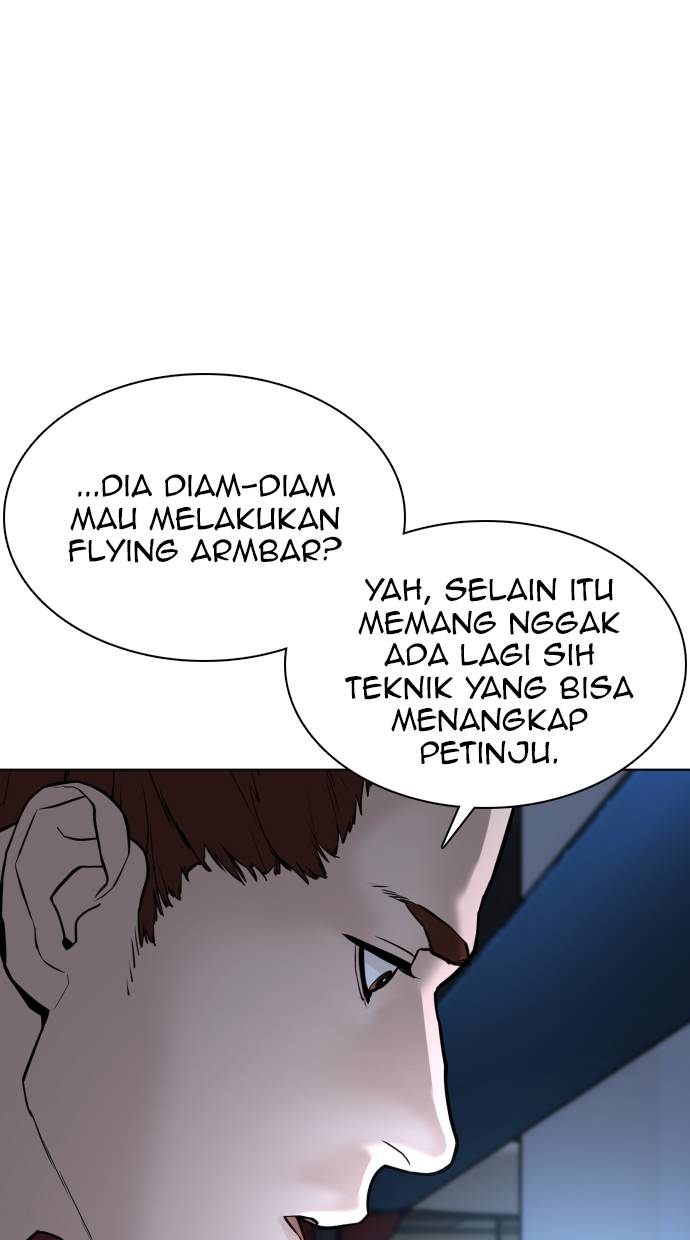 ...DIA DIAM-DIAM
MAU MELAKUKAN
FLYING ARMBAR?
YAH, SELAIN ITU
MEMANG NGGAK
ADA LAGI SIH
TEKNIK YANG BISA
MENANGKAP
PETINJU.